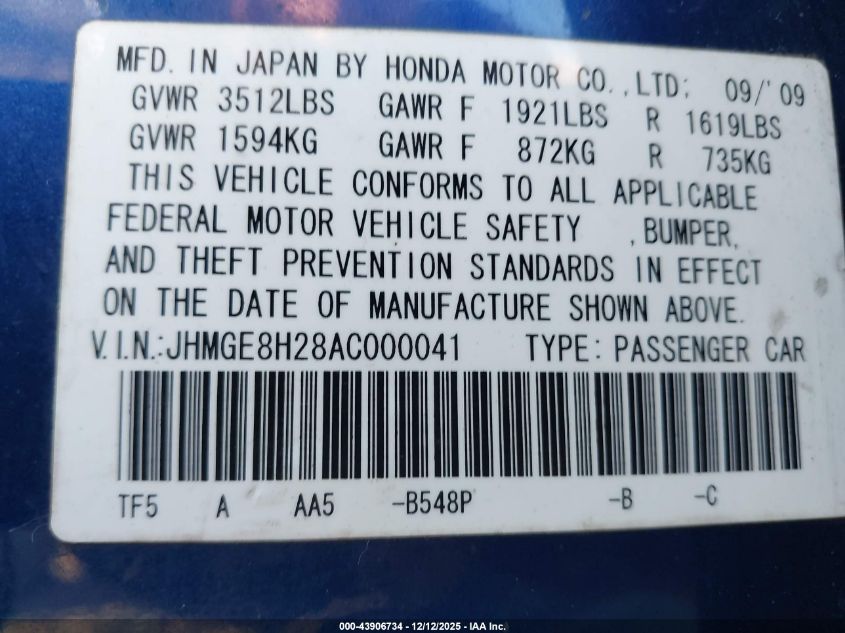 MFD. IN JAPAN BY HONDA MOTOR CO.,LTD: 09/'09
GVWR 3512LBS GAWR F 1921LBS R 1619LBS
GVWR 1594KG GAWR F 872KG R 735KG
THIS VEHICLE CONFORMS TO ALL APPLICABLE
FEDERAL MOTOR VEHICLE SAFETY , BUMPER,
AND THEFT PREVENTION STANDARDS IN EFFECT
ON THE DATE OF MANUFACTURE SHOWN ABOVE.
V.I.N.:JHMGE8H28AC000041 TYPE: PASSENGER CAR
TF5 A AA5 -B548P -B -C
000-43906734 - 12/12/2025 - IAA Inc.